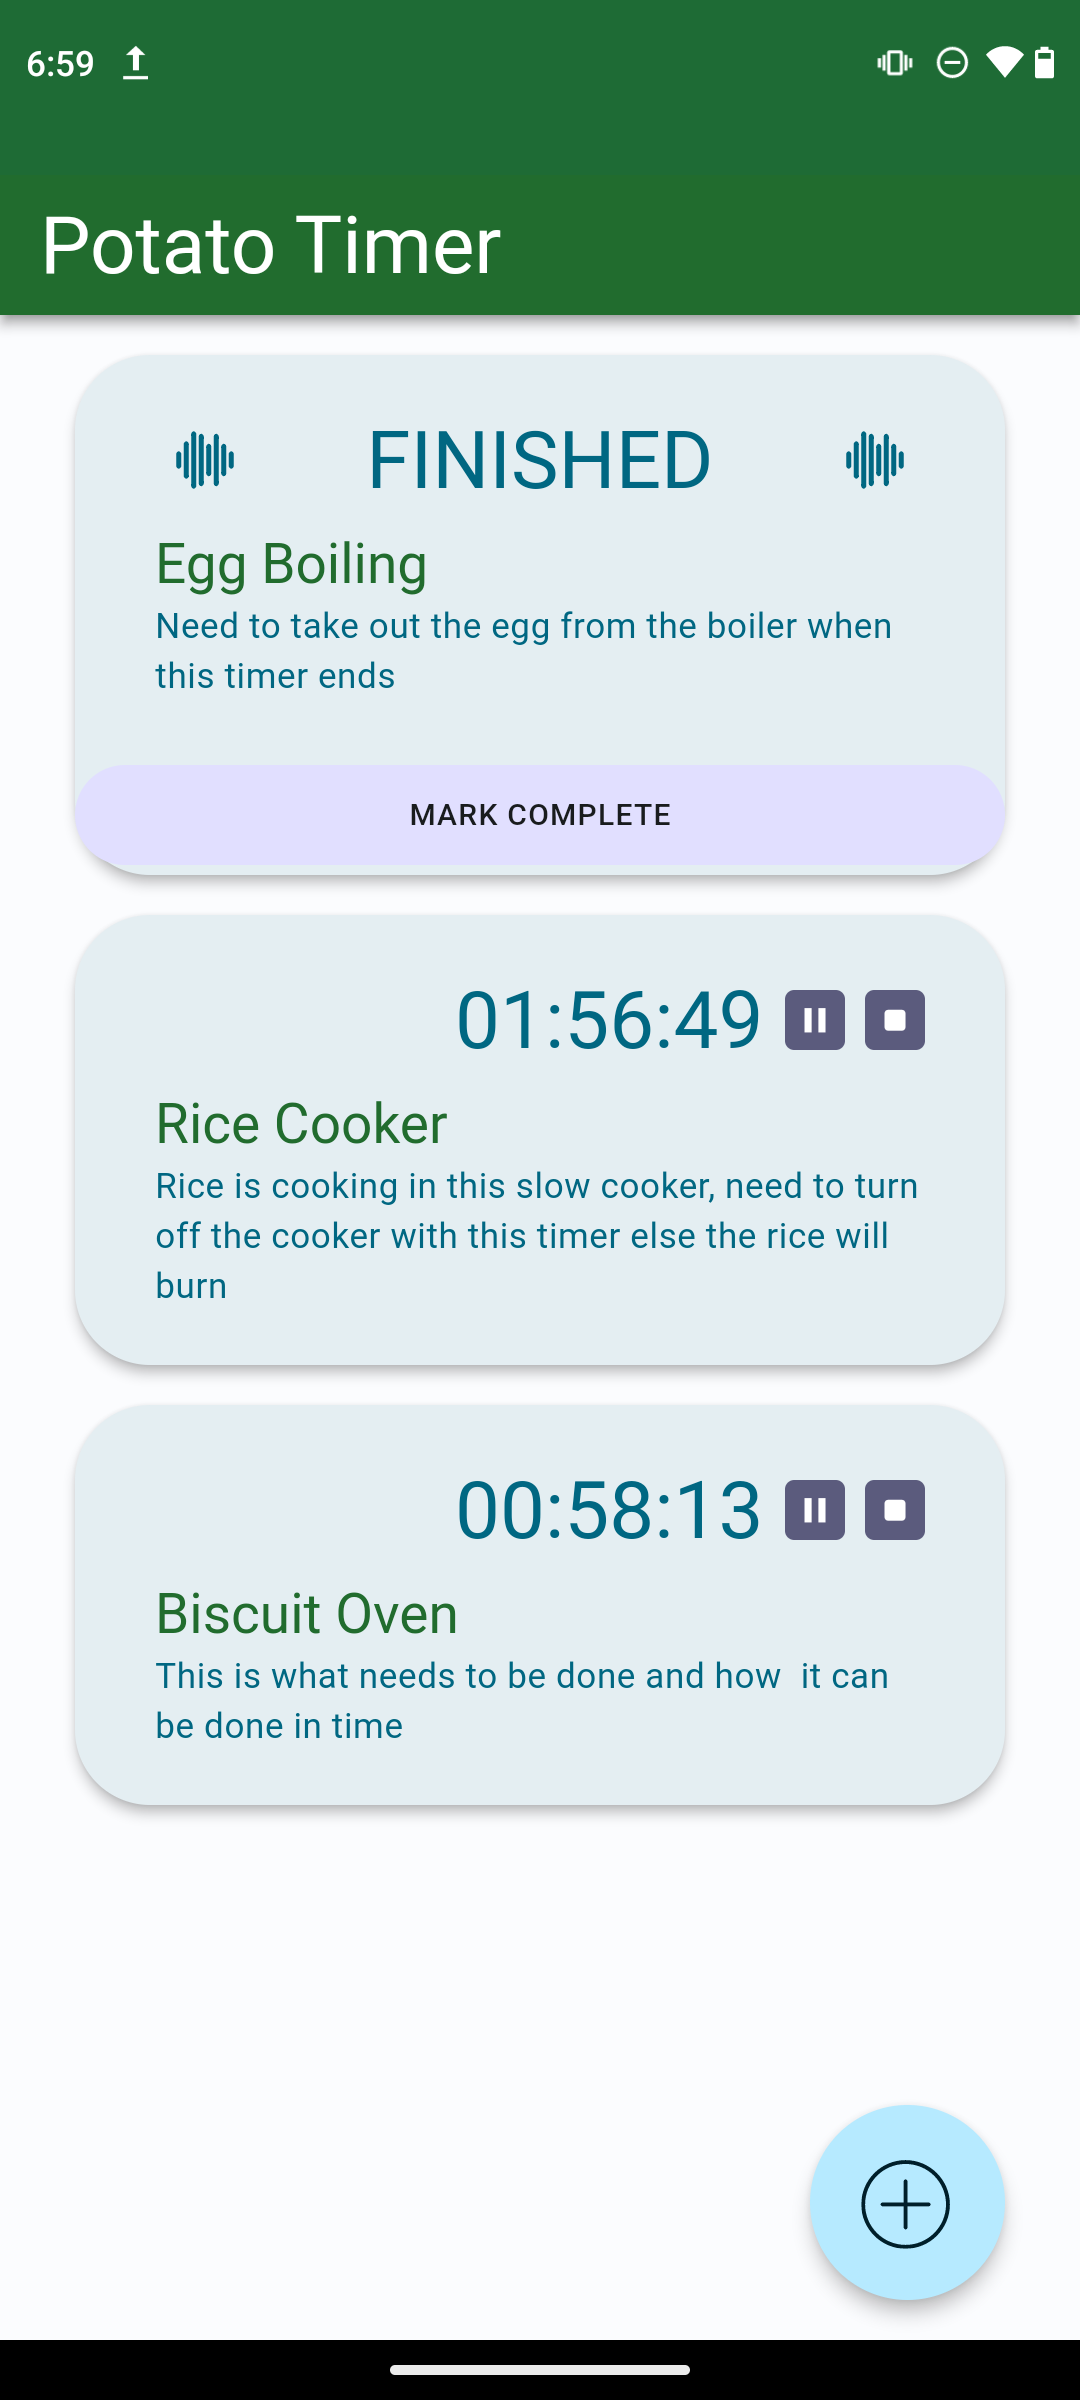 6:59
Potato Timer
FINISHED
Egg Boiling
Need to take out the egg from the boiler when
this timer ends
MARK COMPLETE
01:56:49
Rice Cooker
Rice is cooking in this slow cooker, need to turn
off the cooker with this timer else the rice will
burn
00:58:13
Biscuit Oven
This is what needs to be done and how  it can
be done in time